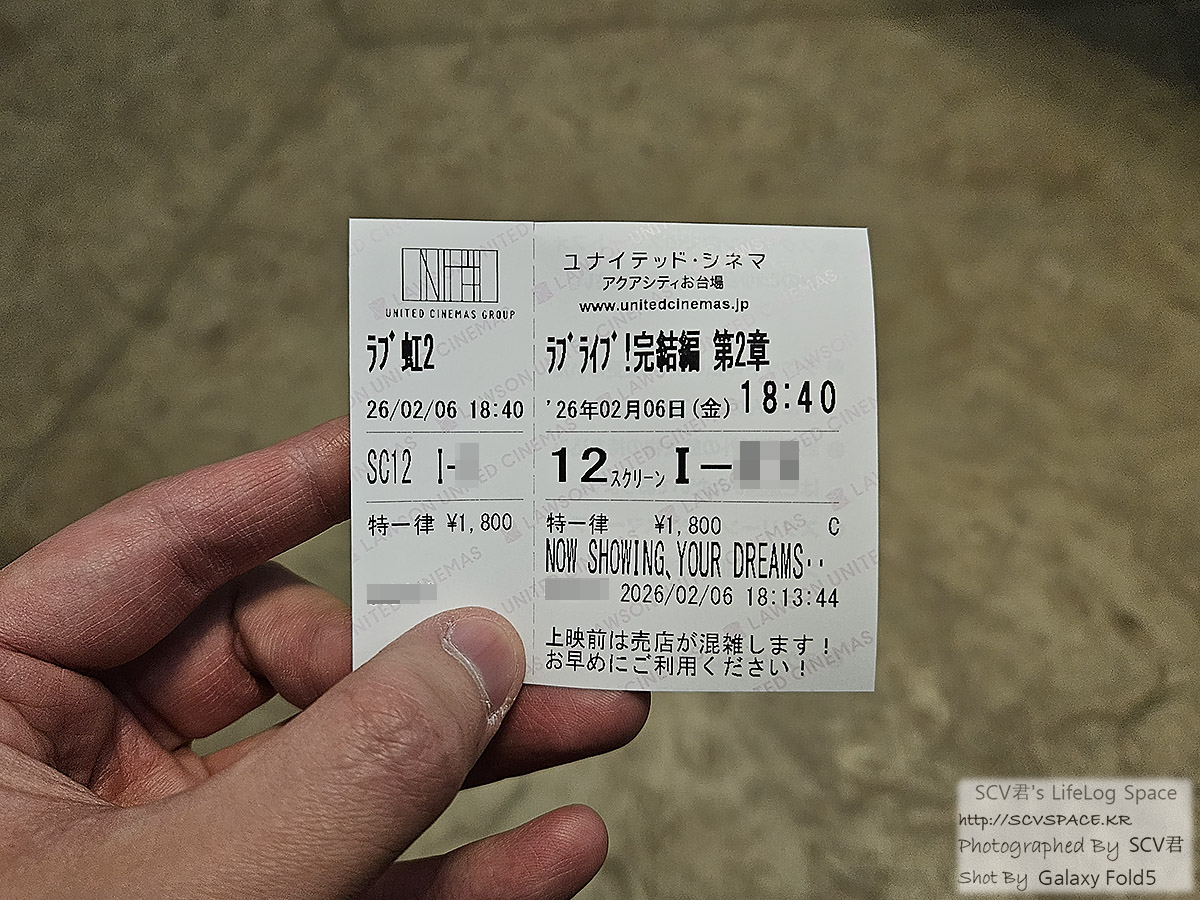 UNITED CINEMAS GROUP
ラブ虹2
26/02/06 18:40
SC12 I-
特一律 ¥1,800
ユナイテッド・シネマ
アクアシティお台場
www.unitedcinemas.jp
ラブライブ!完結編 第2章
'26年02月06日(金) 18:40
12スクリーン I-
特一律 ¥1,800 C
NOW SHOWING、YOUR DREAMS‥
2026/02/06 18:13:44
上映前は売店が混雑します!
お早めにご利用ください!
SCV君's LifeLog Space
http://SCVSPACE.KR
Photographed By SCV君
Shot By Galaxy Fold5